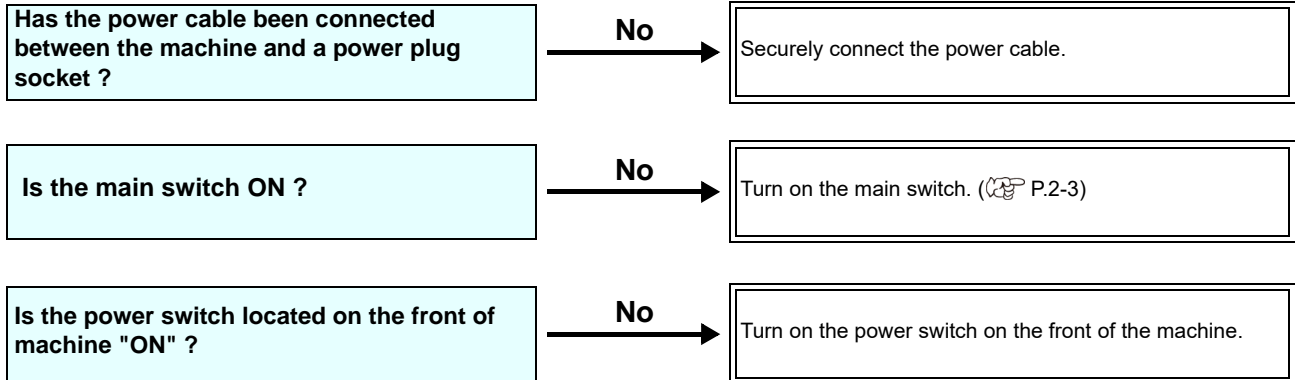 Has the power cable been connected
between the machine and a power plug
socket ?
No
Securely connect the power cable.
Is the main switch ON ?
No
Turn on the main switch. ( P.2-3)
Is the power switch located on the front of
machine "ON" ?
No
Turn on the power switch on the front of the machine.